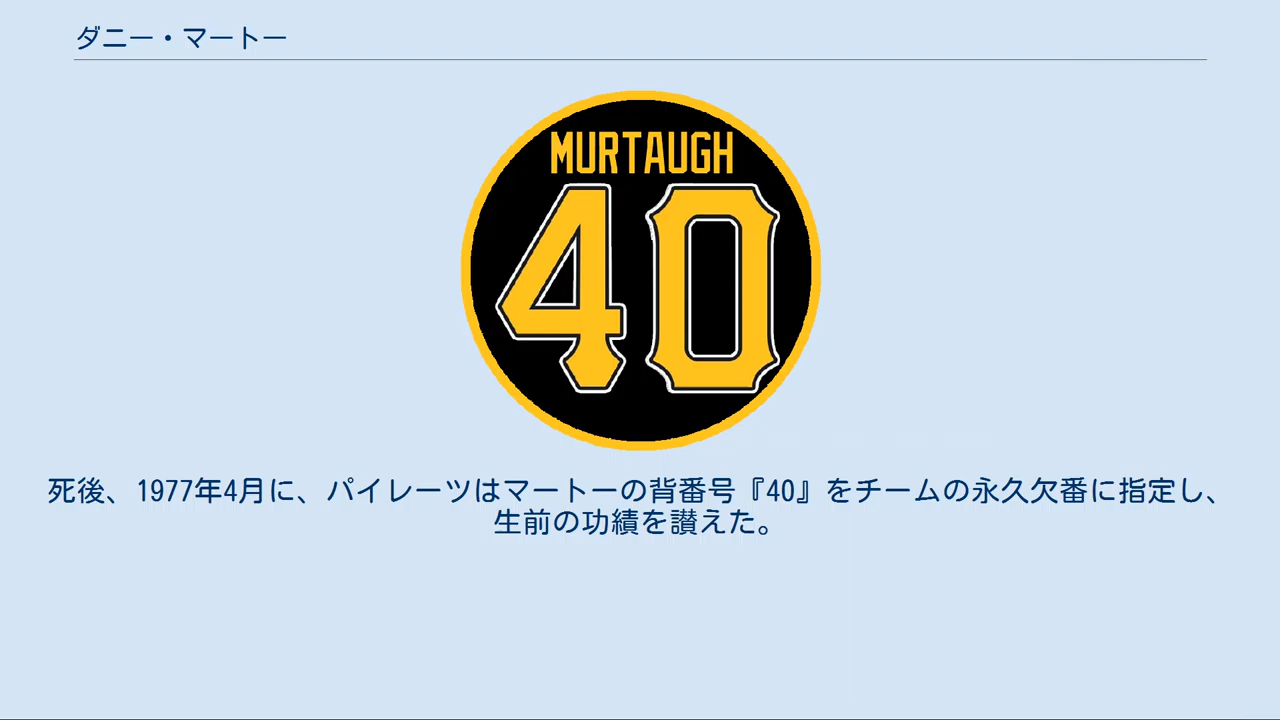 ダニー・マートー
MURTAUGH
40
死後、1977年4月に、パイレーツはマートーの背番号『40』をチームの永久欠番に指定し、
生前の功績を讃えた。